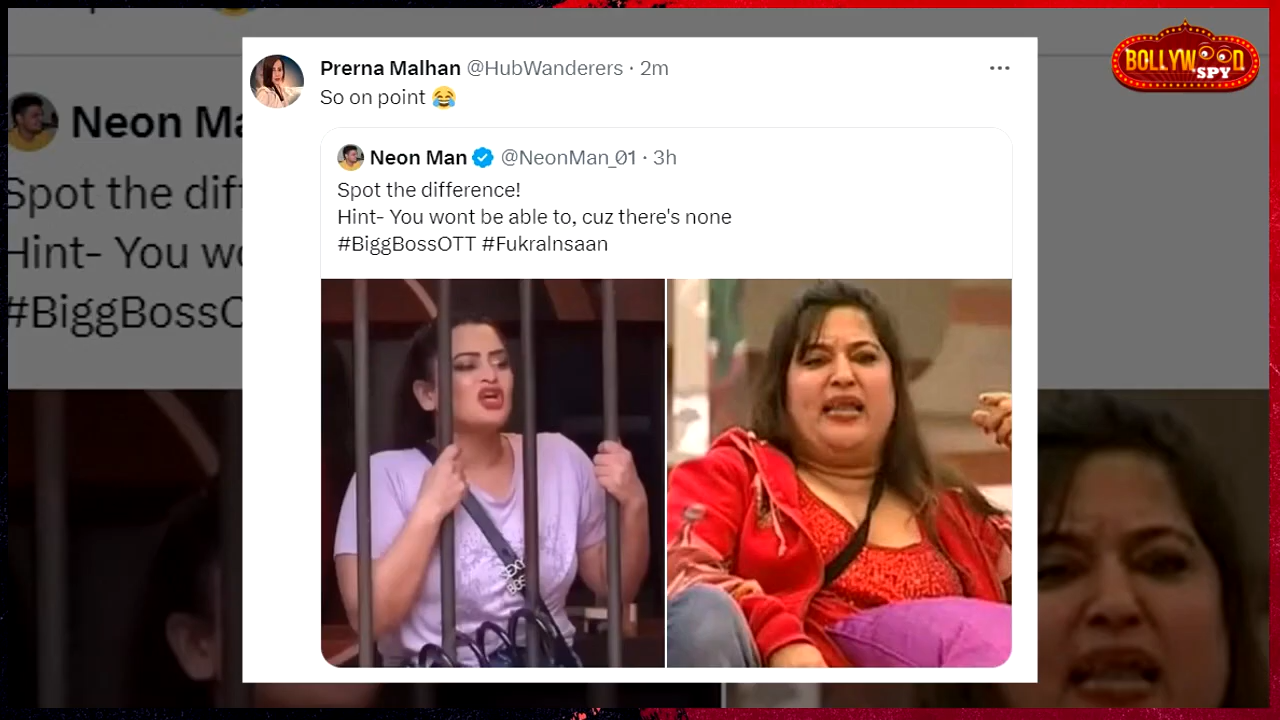 BOLLYWOOD
SPY
Prerna Malhan @HubWanderers · 2m
So on point 😂
Neon Man @NeonMan_01 · 3h
Spot the difference!
Hint- You wont be able to, cuz there's none
#BiggBossOTT #FukraInsaan
Neon Ma
Spot the diff
Hint- You wo
#BiggBossO